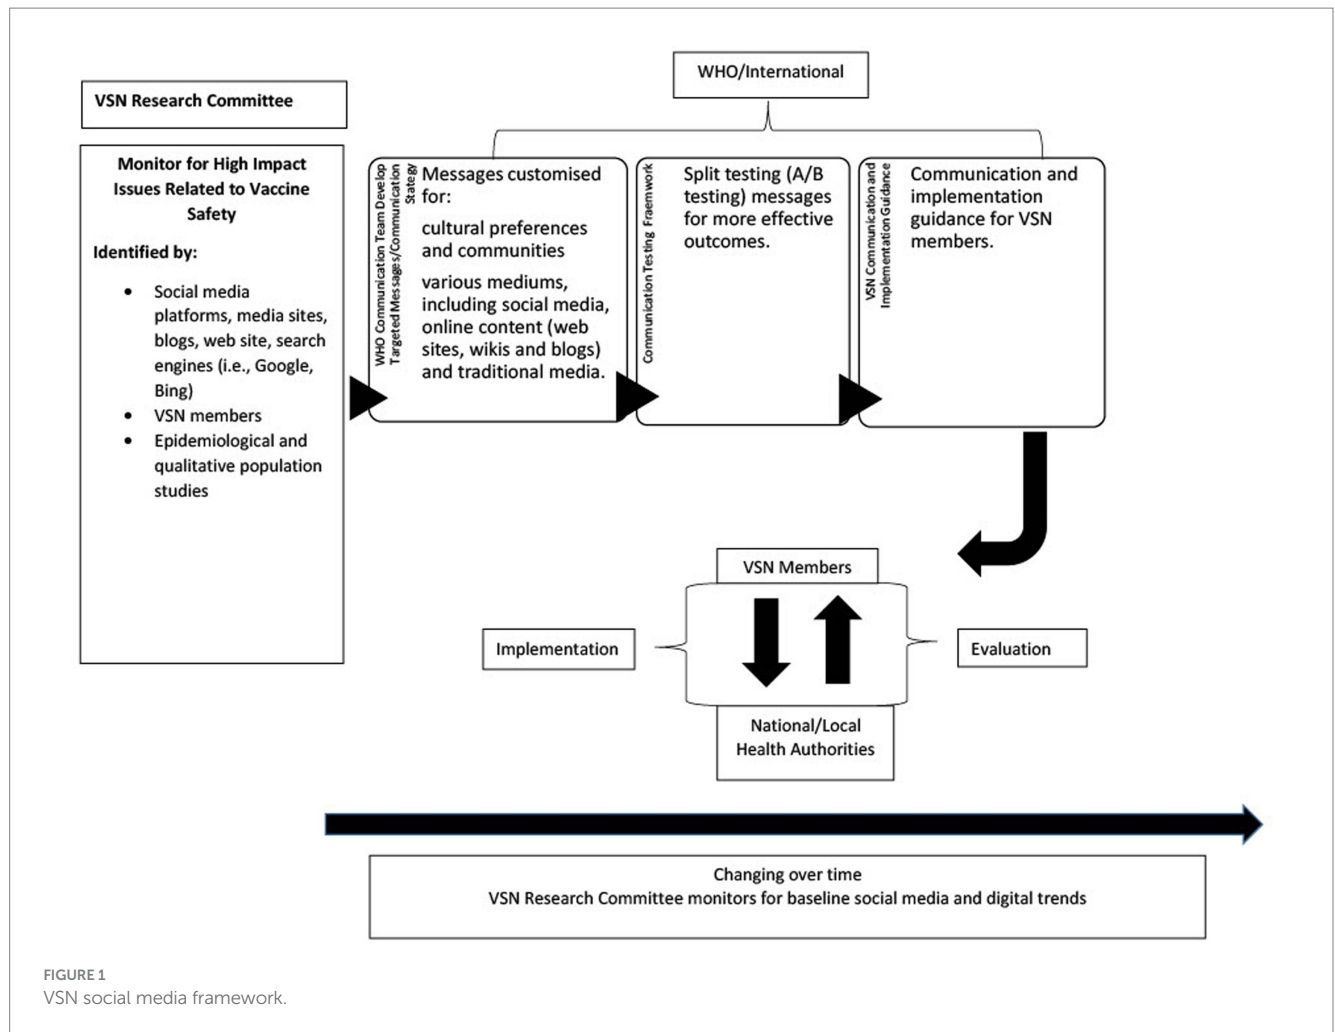 VSN Research Committee
Monitor for High Impact
Issues Related to Vaccine
Safety
Identified by:
• Social media
platforms, media sites,
blogs, web site, search
engines (i.e., Google,
Bing)
• VSN members
• Epidemiological and
qualitative population
studies
WHO/International
WHO Communication Team Develop
Targeted Messages/Communication
Stategy
Messages customised
for:
cultural preferences
and communities
various mediums,
including social media,
online content (web
sites, wikis and blogs)
and traditional media.
Communication Testing Fraemwork
Split testing (A/B
testing) messages
for more effective
outcomes.
VSN Communication and
Implementation Guidance
Communication and
implementation
guidance for VSN
members.
VSN Members
Implementation
Evaluation
National/Local
Health Authorities
Changing over time
VSN Research Committee monitors for baseline social media and digital trends
FIGURE 1
VSN social media framework.